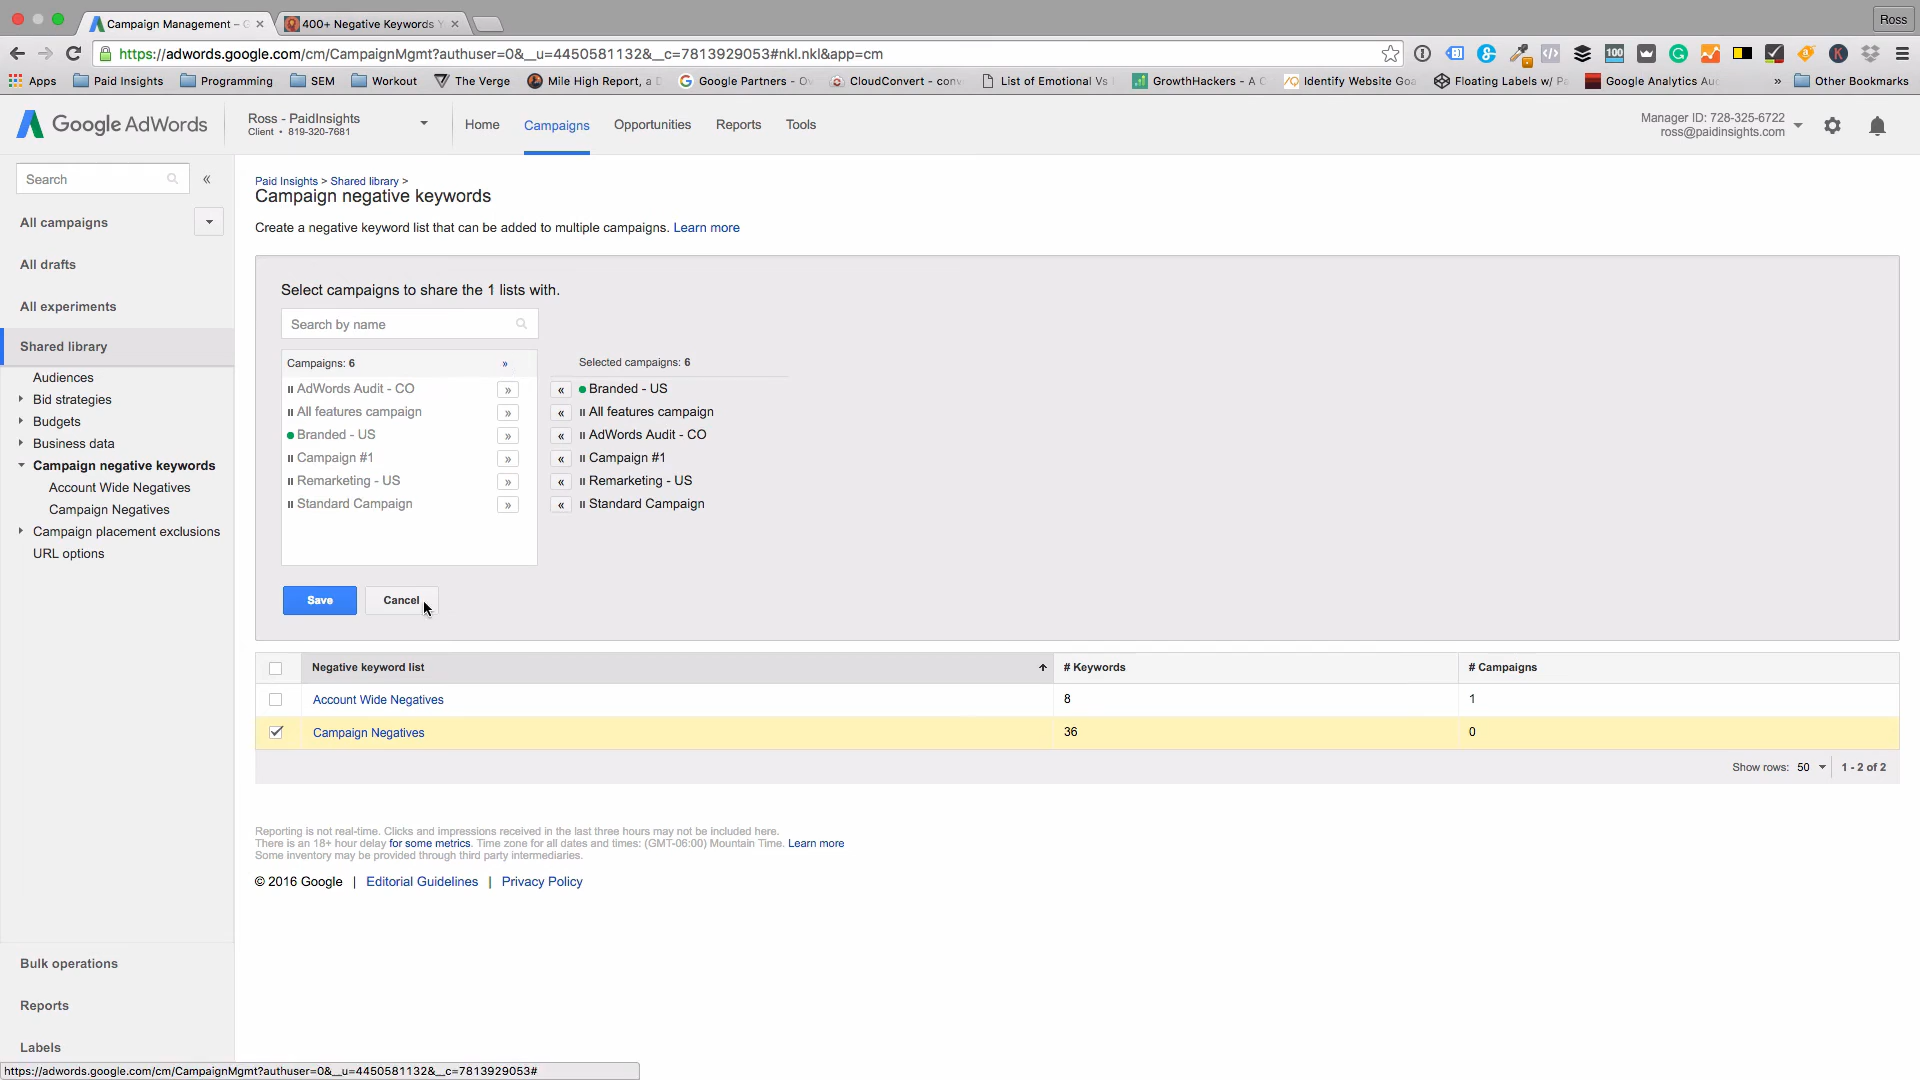 Campaign Management – G
400+ Negative Keywords Y
Ross
https://adwords.google.com/cm/CampaignMgmt?authuser=0&__u=4450581132&__c=7813929053#nkl.nkl&app=cm
Apps
Paid Insights
Programming
SEM
Workout
The Verge
Mile High Report, a D
Google Partners - Ov
CloudConvert - conv
List of Emotional Vs
GrowthHackers - A C
Identify Website Goa
Floating Labels w/ Pa
Google Analytics Au
»
Other Bookmarks
Google AdWords
Ross - PaidInsights
Client • 819-320-7681
Home
Campaigns
Opportunities
Reports
Tools
Manager ID: 728-325-6722
ross@paidinsights.com
Search
«
All campaigns
All drafts
All experiments
Shared library
Audiences
Bid strategies
Budgets
Business data
Campaign negative keywords
Account Wide Negatives
Campaign Negatives
Campaign placement exclusions
URL options
Bulk operations
Reports
Labels
Paid Insights > Shared library >
Campaign negative keywords
Create a negative keyword list that can be added to multiple campaigns. Learn more
Select campaigns to share the 1 lists with.
Search by name
Campaigns: 6 »
AdWords Audit - CO »
All features campaign »
Branded - US »
Campaign #1 »
Remarketing - US »
Standard Campaign »
Selected campaigns: 6
« Branded - US
« All features campaign
« AdWords Audit - CO
« Campaign #1
« Remarketing - US
« Standard Campaign
Save
Cancel
Negative keyword list # Keywords # Campaigns
Account Wide Negatives 8 1
Campaign Negatives 36 0
Show rows: 50 1 - 2 of 2
Reporting is not real-time. Clicks and impressions received in the last three hours may not be included here.
There is an 18+ hour delay for some metrics. Time zone for all dates and times: (GMT-06:00) Mountain Time. Learn more
Some inventory may be provided through third party intermediaries.
© 2016 Google | Editorial Guidelines | Privacy Policy
https://adwords.google.com/cm/CampaignMgmt?authuser=0&__u=4450581132&__c=7813929053#